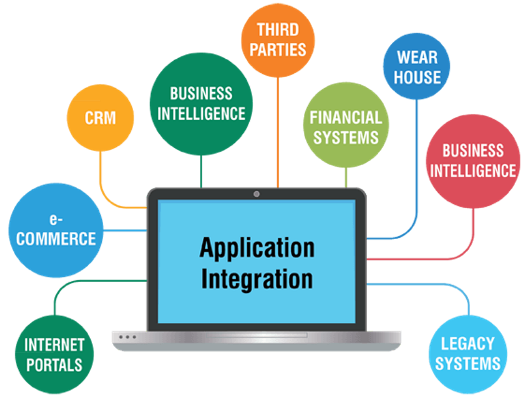 THIRD
PARTIES
WEAR
HOUSE
BUSINESS
INTELLIGENCE
FINANCIAL
SYSTEMS
CRM
BUSINESS
INTELLIGENCE
e-
COMMERCE
Application
Integration
INTERNET
PORTALS
LEGACY
SYSTEMS